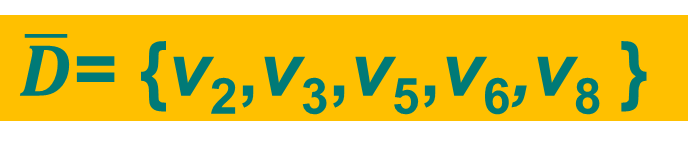 D̅= {v₂,v₃,v₅,v₆,v₈ }